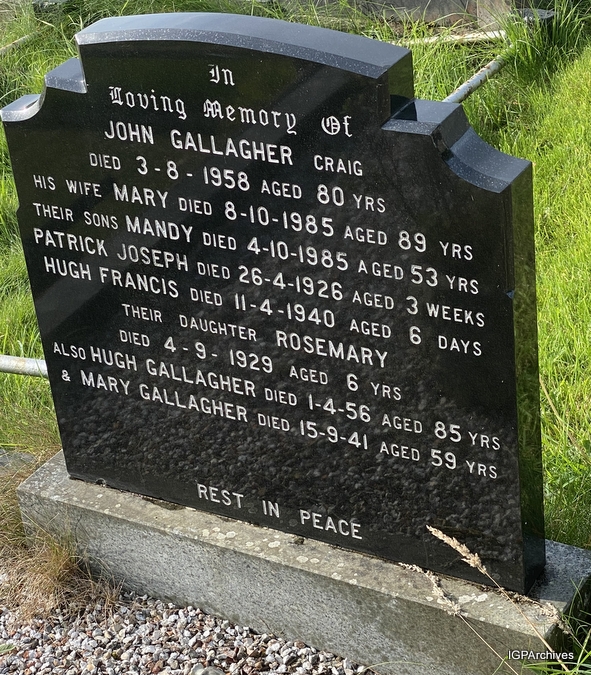 In
Loving Memory Of
JOHN GALLAGHER CRAIG
DIED 3-8-1958 AGED 80 YRS
HIS WIFE MARY DIED 8-10-1985 AGED 89 YRS
THEIR SONS MANDY DIED 4-10-1985 AGED 53 YRS
PATRICK JOSEPH DIED 26-4-1926 AGED 3 WEEKS
HUGH FRANCIS DIED 11-4-1940 AGED 6 DAYS
THEIR DAUGHTER ROSEMARY
DIED 4-9-1929 AGED 6 YRS
ALSO HUGH GALLAGHER DIED 1-4-56 AGED 85 YRS
& MARY GALLAGHER DIED 15-9-41 AGED 59 YRS
REST IN PEACE
IGPArchives